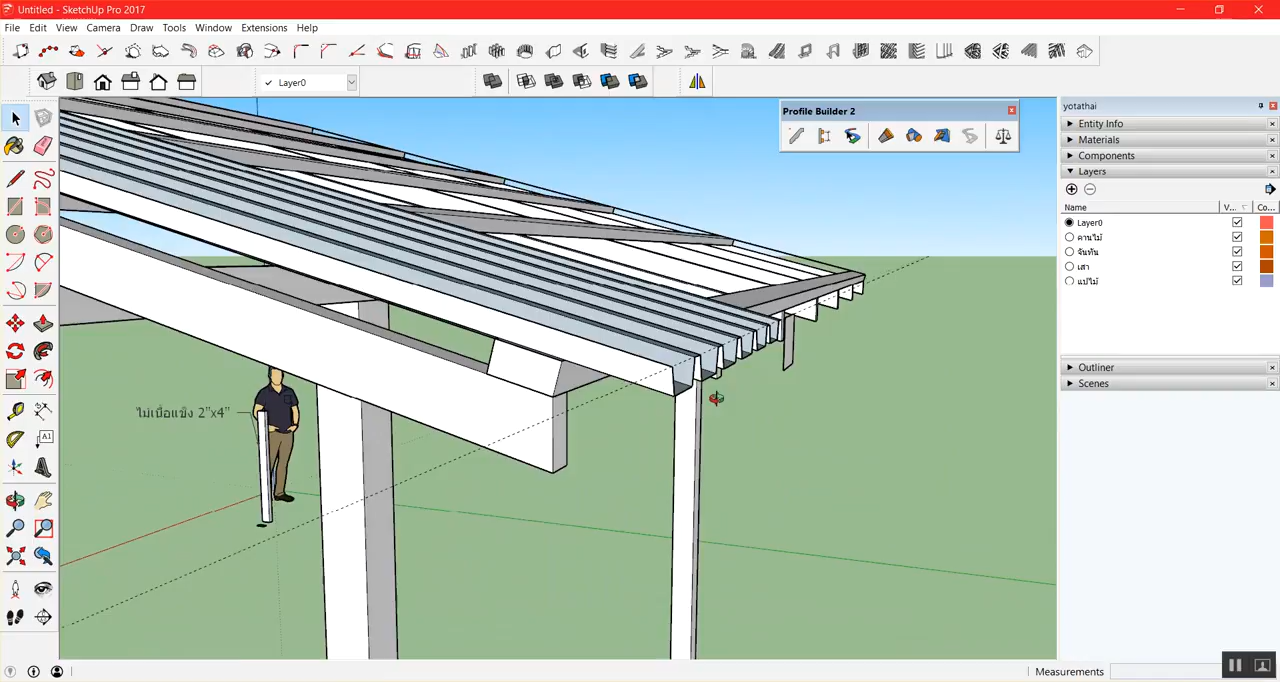 Untitled - SketchUp Pro 2017
File Edit View Camera Draw Tools Window Extensions Help
Layer0
Profile Builder 2
yotathai
Entity Info
Materials
Components
Layers
Name V... Co...
Layer0
คานไม้
จันทัน
เสา
แปไม้
Outliner
Scenes
ไม้เนื้อแข็ง 2"x4"
A1
Measurements